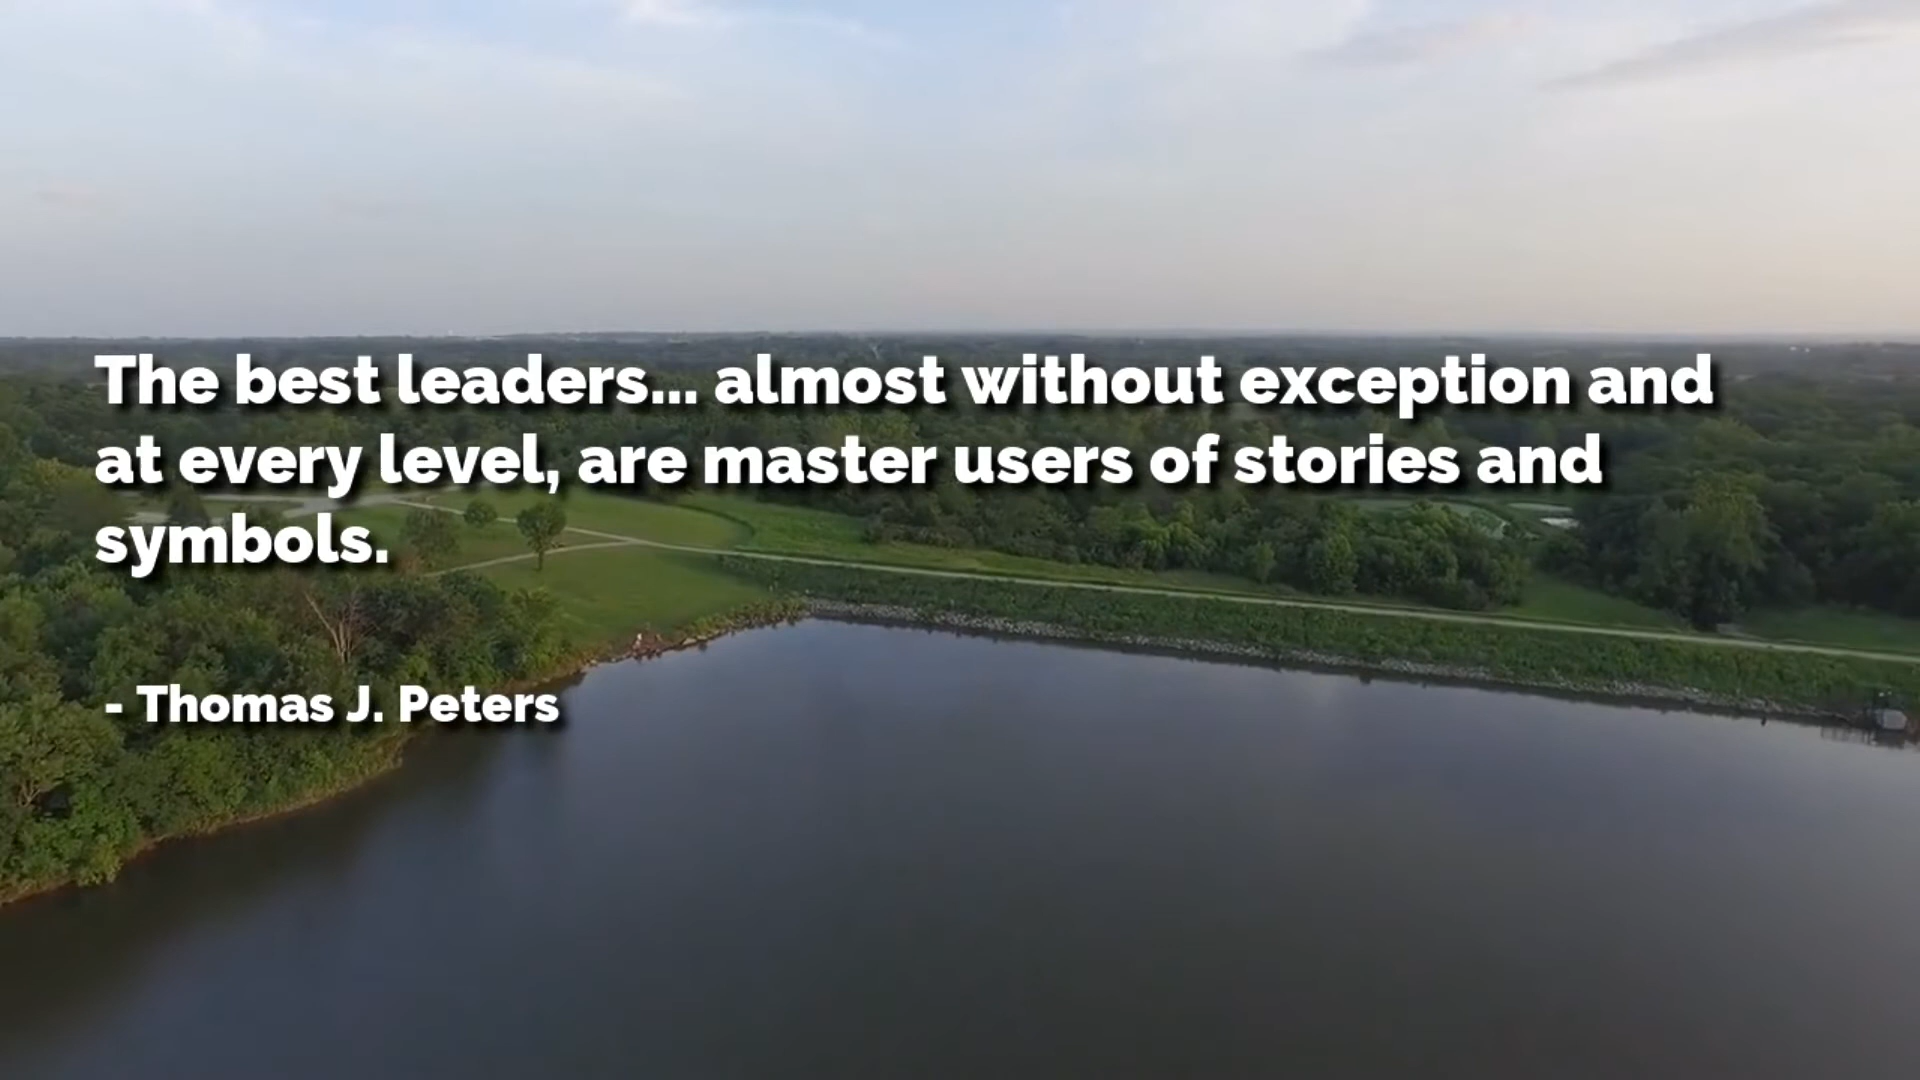 The best leaders... almost without exception and
at every level, are master users of stories and
symbols.
- Thomas J. Peters